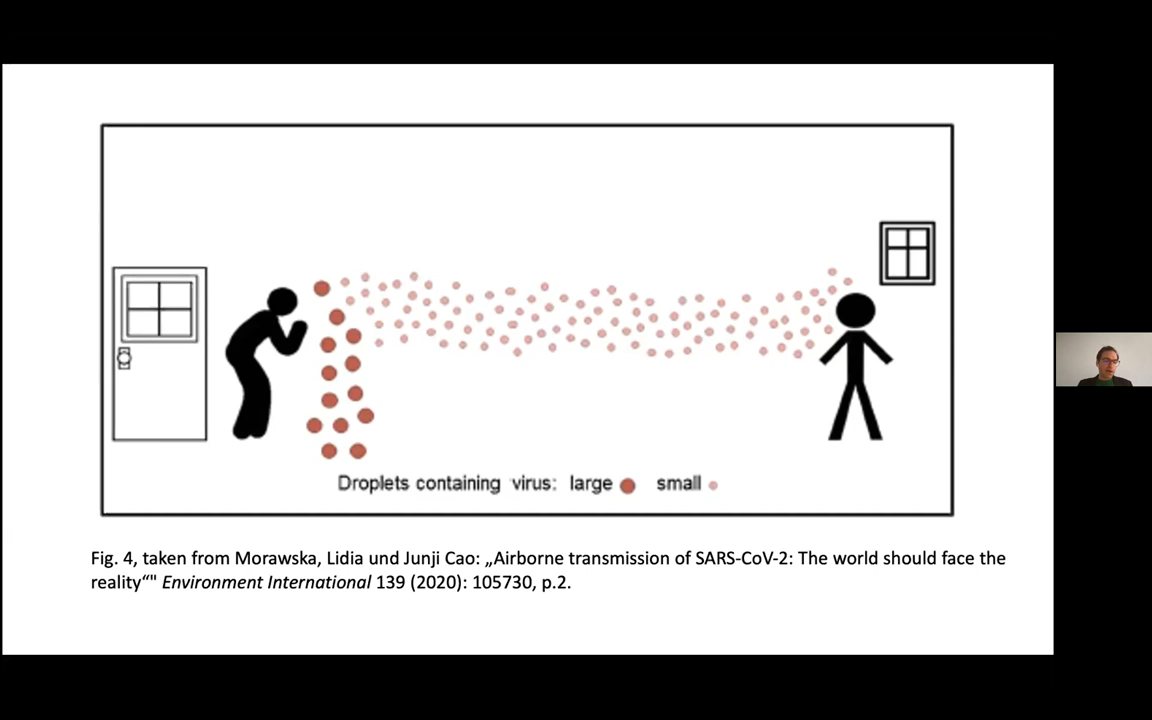 Droplets containing virus: large small
Fig. 4, taken from Morawska, Lidia und Junji Cao: „Airborne transmission of SARS-CoV-2: The world should face the
reality“" Environment International 139 (2020): 105730, p.2.